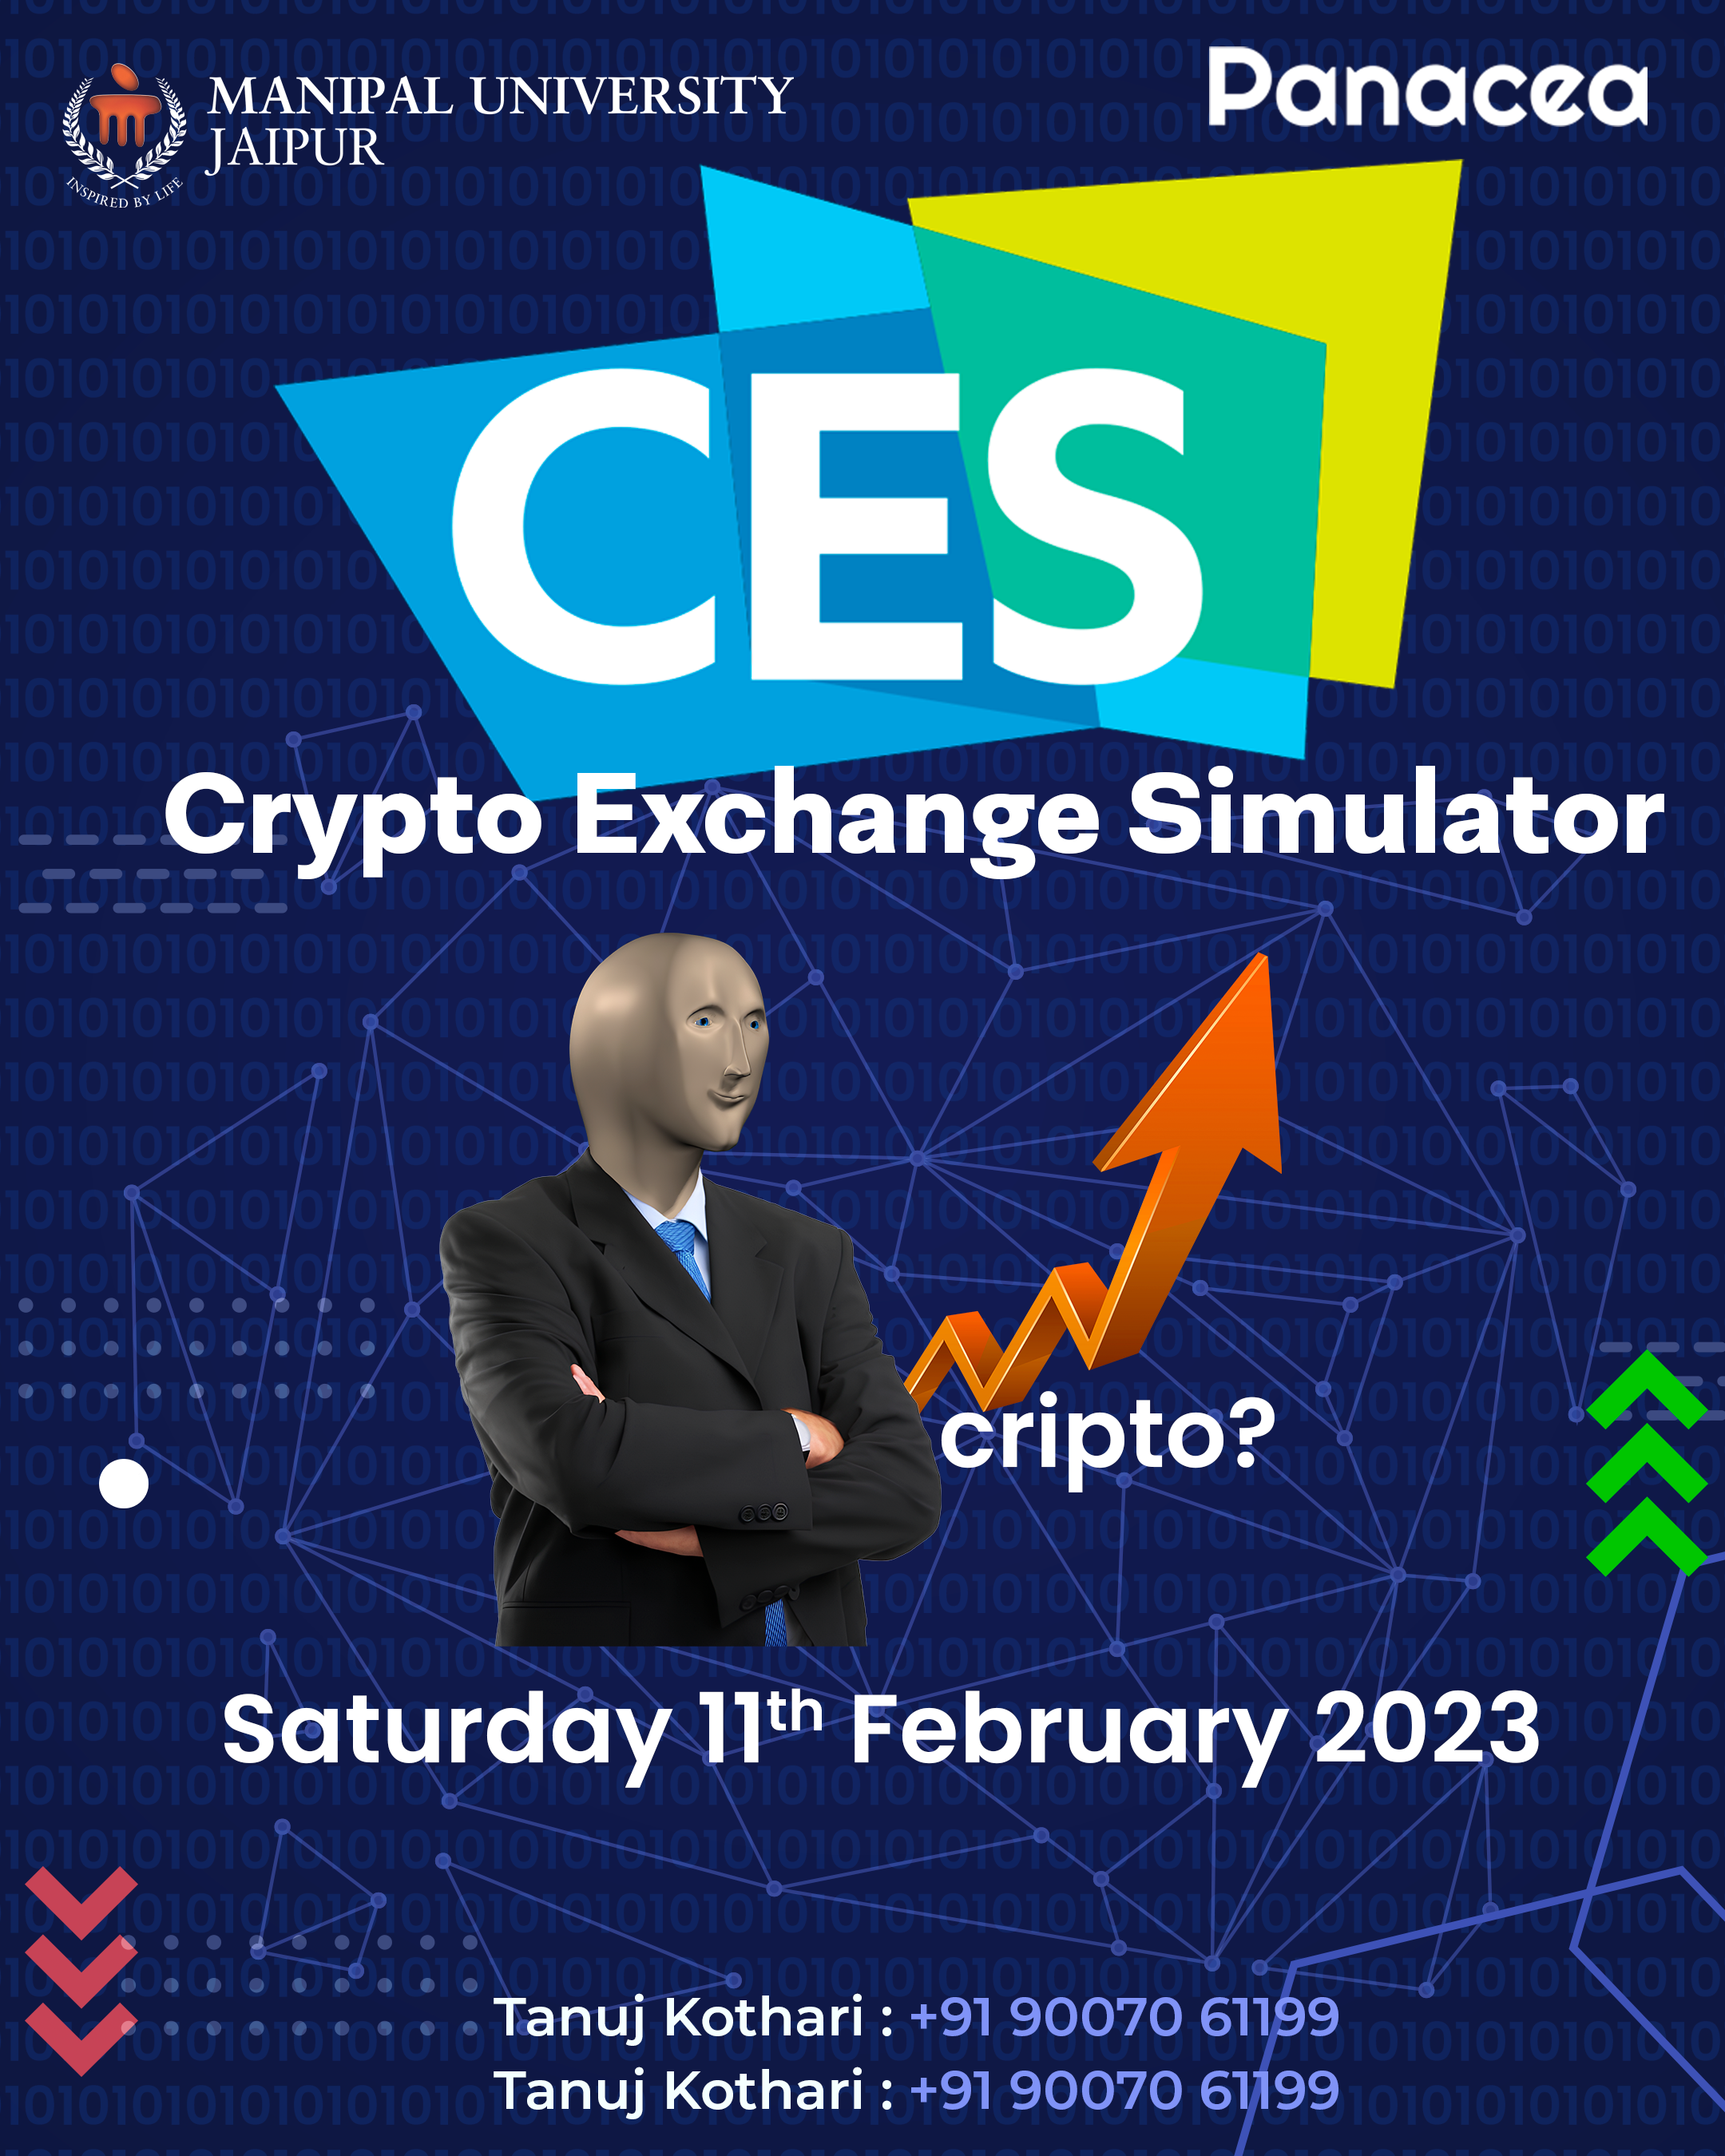 MANIPAL UNIVERSITY
JAIPUR
INSPIRED BY LIFE
Panacea
CES
Crypto Exchange Simulator
cripto?
Saturday 11th February 2023
Tanuj Kothari : +91 90070 61199
Tanuj Kothari : +91 90070 61199